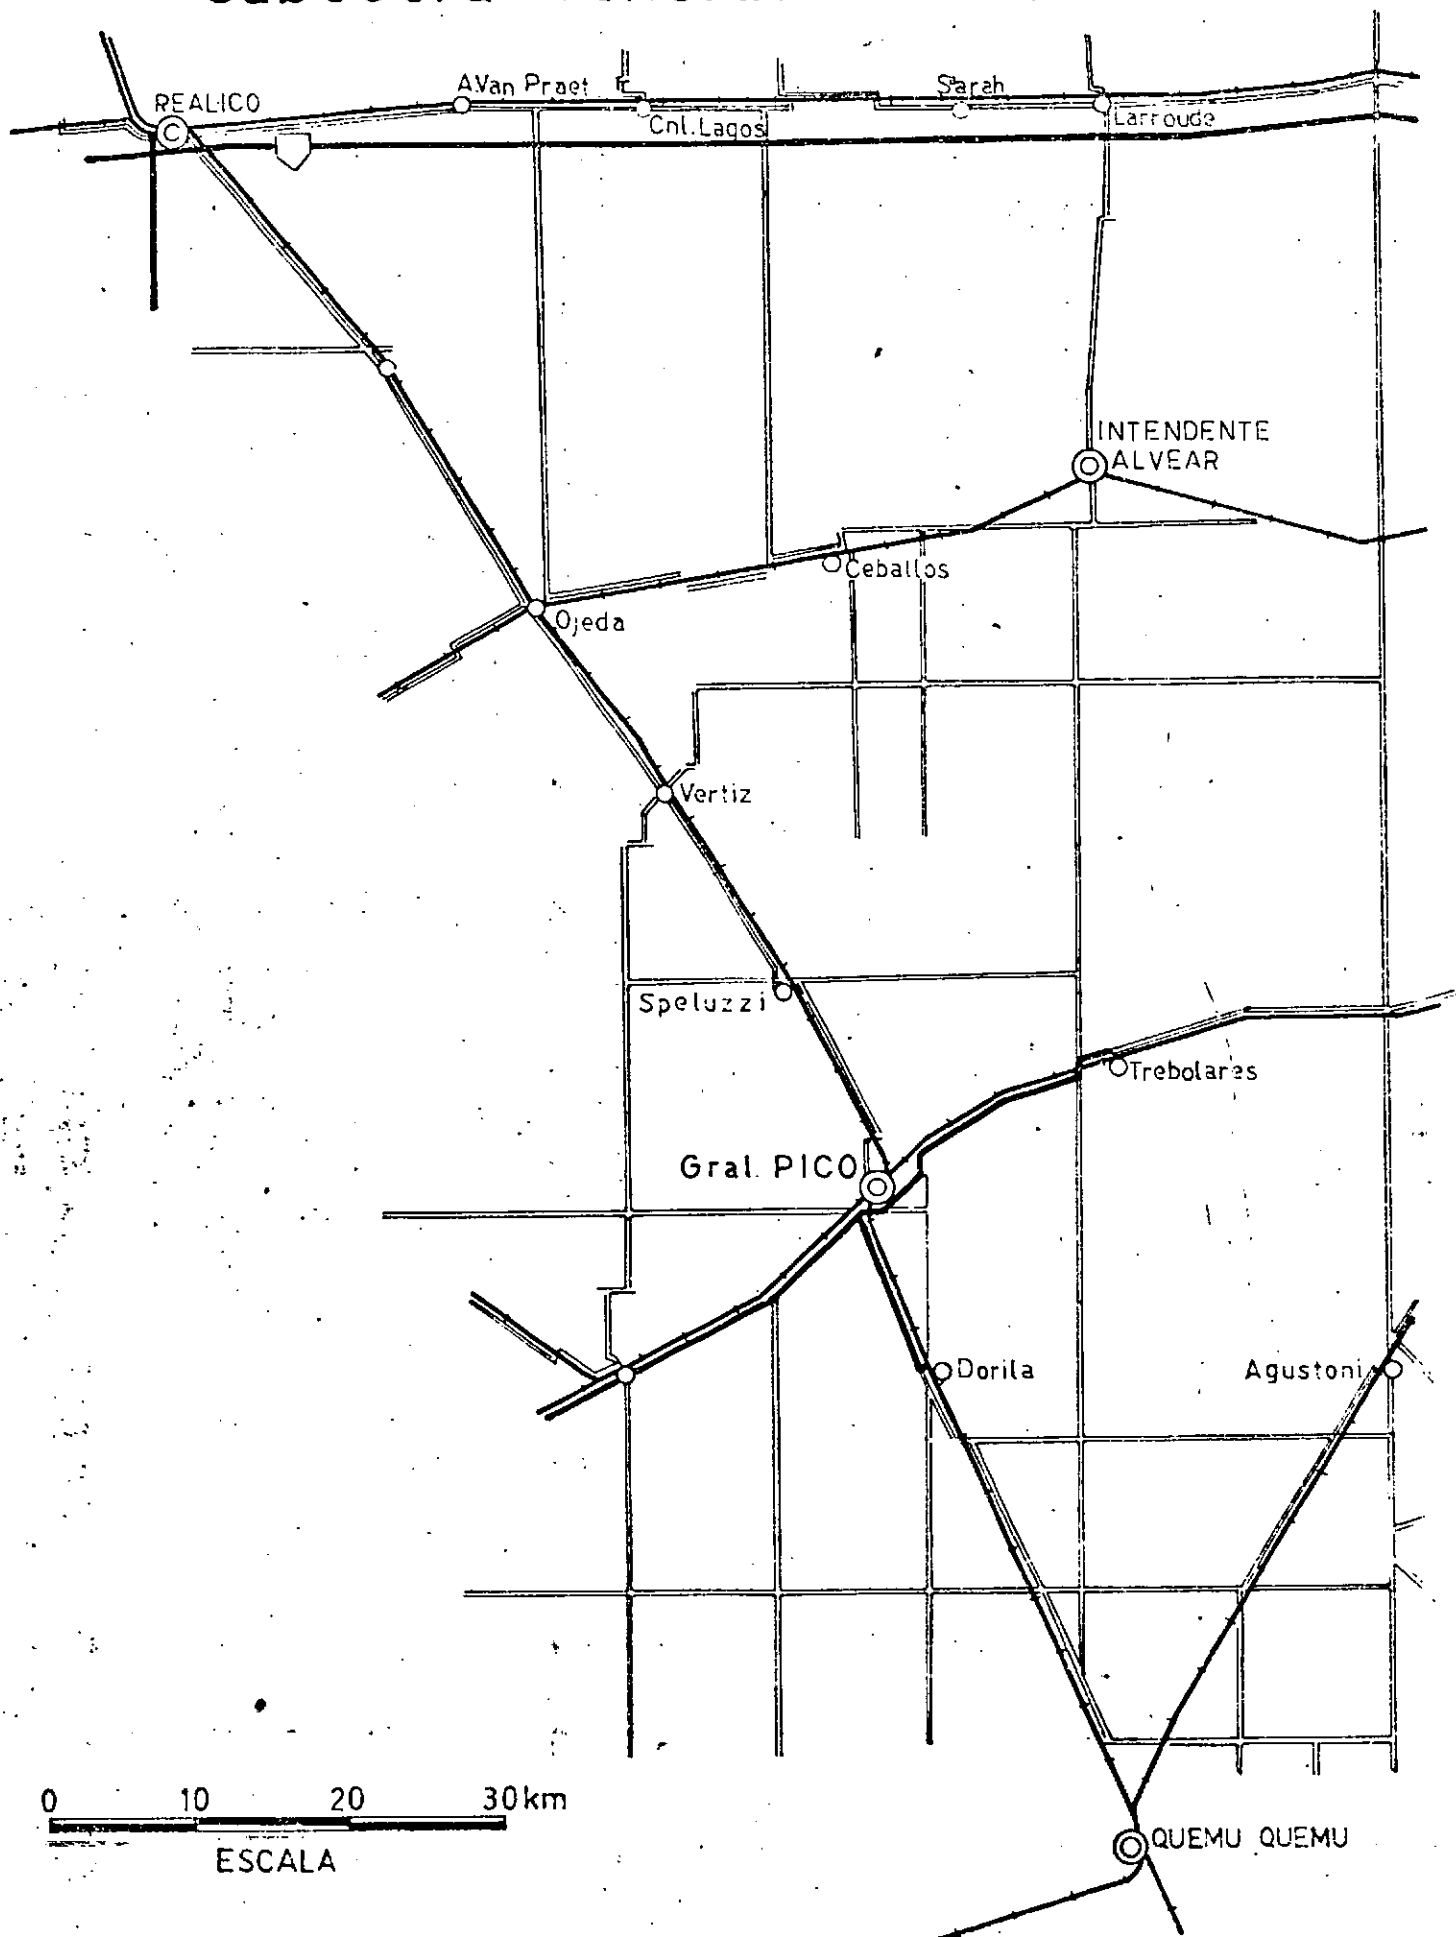 REALICO
A.Van Praet
Sarah
Cnl.Lagos
Larroude
INTENDENTE
ALVEAR
Ceballos
Ojeda
Vertiz
Speluzzi
Trebolares
Gral. PICO
Dorila
Agustoni
0 10 20 30km
ESCALA
QUEMU QUEMU